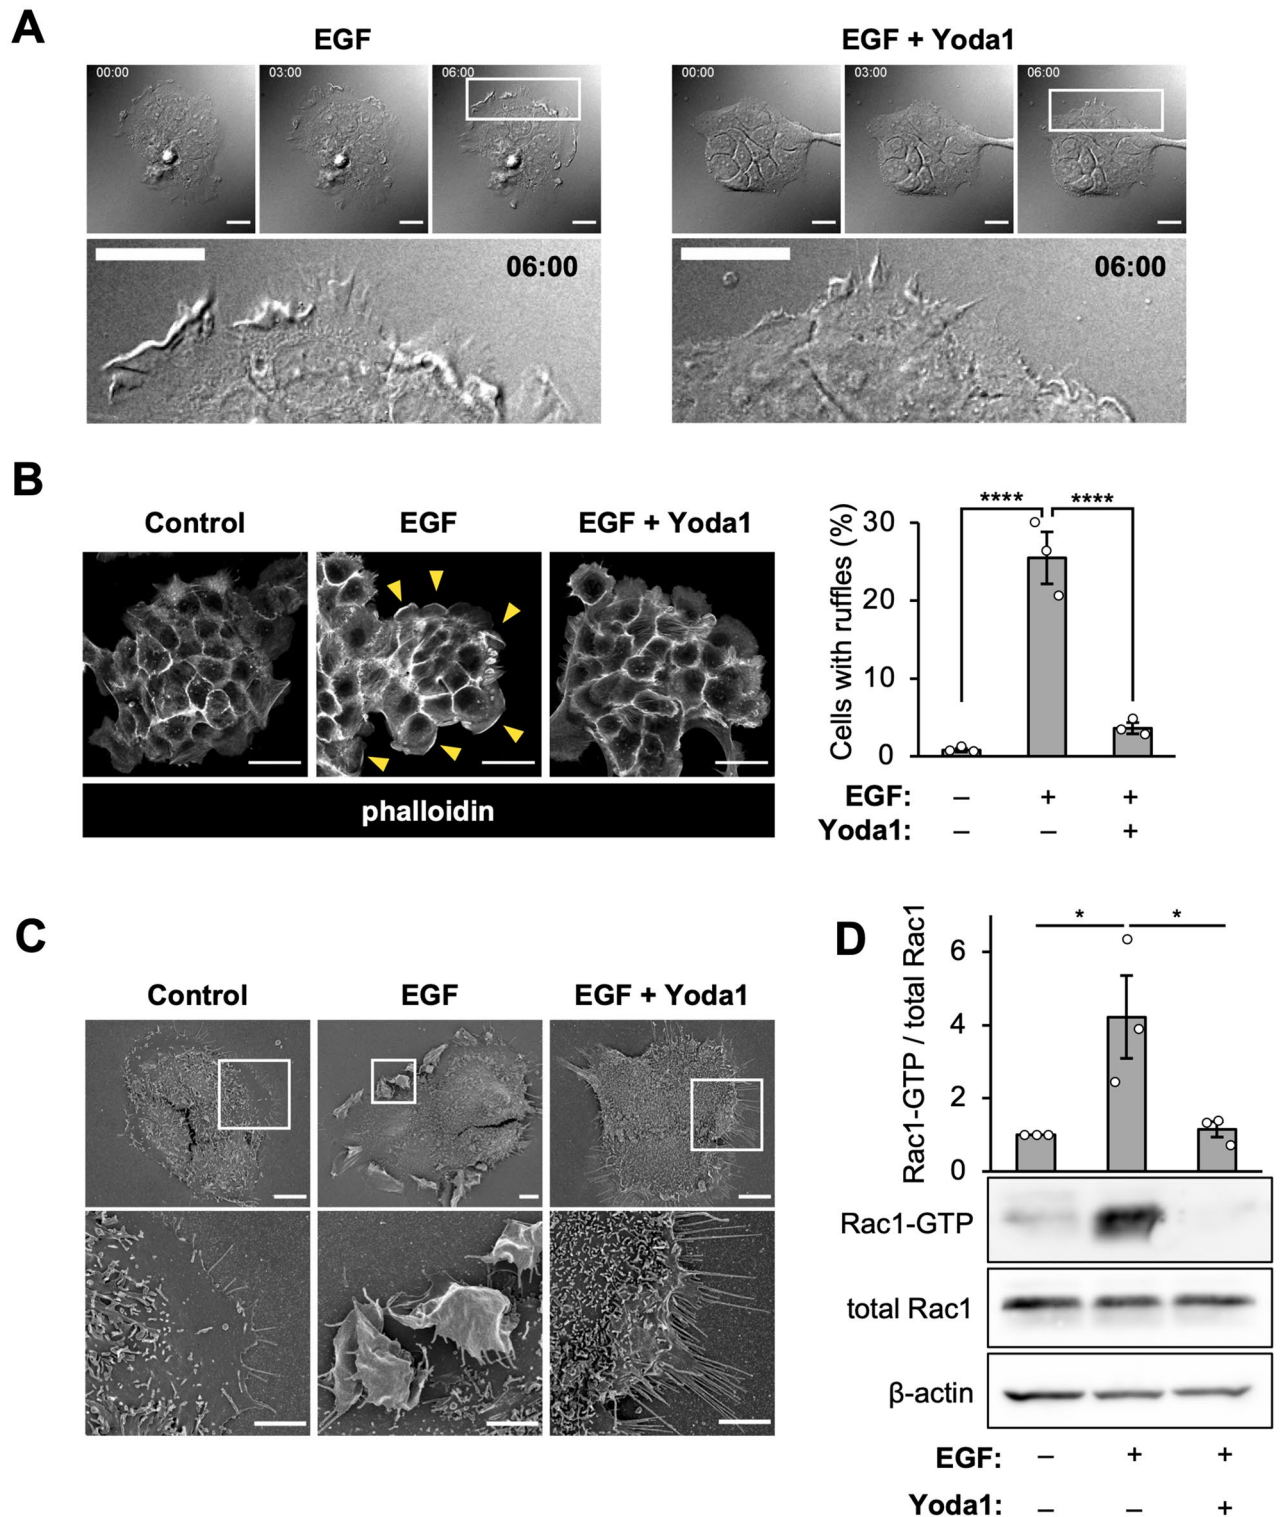 A
EGF
EGF + Yoda1
00:00
03:00
06:00
00:00
03:00
06:00
06:00
06:00
B
Control
EGF
EGF + Yoda1
phalloidin
Cells with ruffles (%)
30
20
10
0
****
****
EGF: – + +
Yoda1: – – +
C
Control
EGF
EGF + Yoda1
D
Rac1-GTP / total Rac1
6
4
2
0
*
*
Rac1-GTP
total Rac1
β-actin
EGF: – + +
Yoda1: – – +